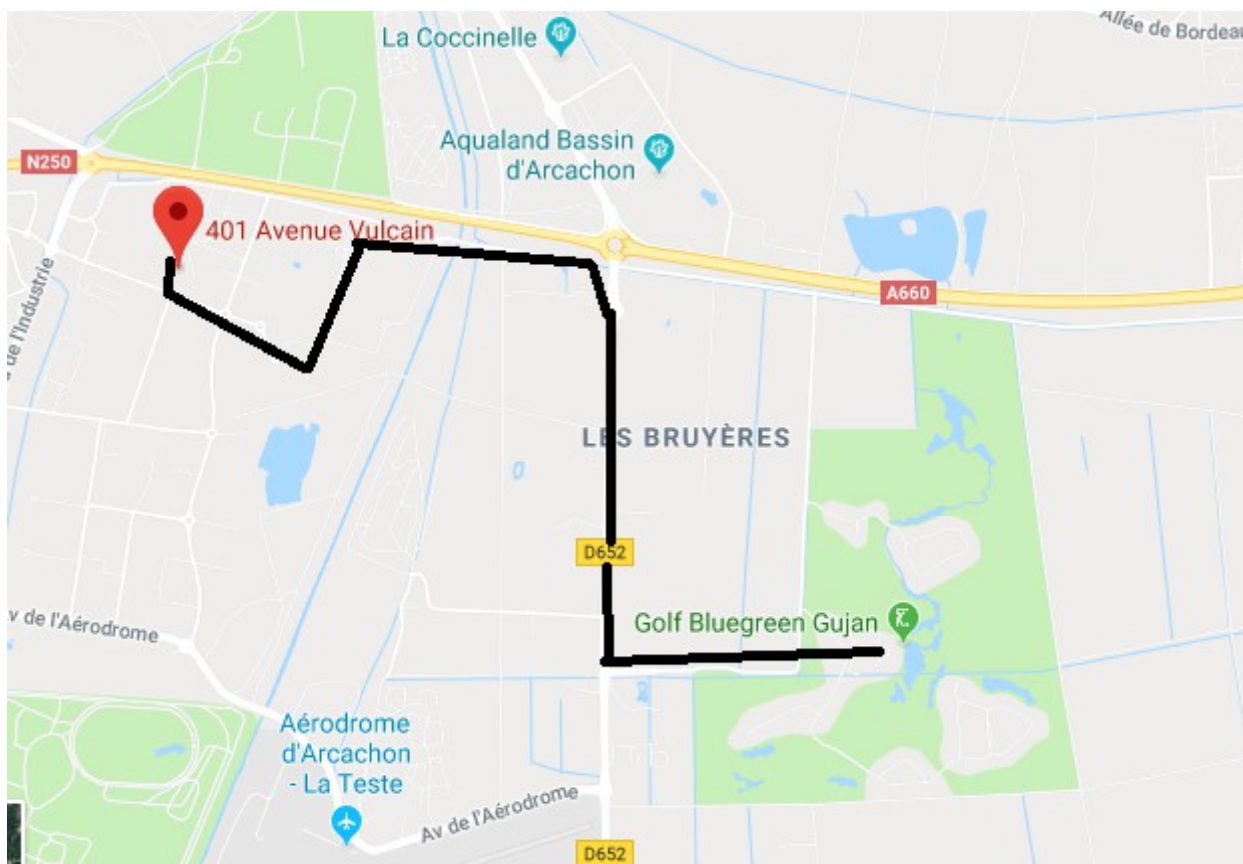 Allée de Bordeau
La Coccinelle
Aqualand Bassin
d'Arcachon
N250
401 Avenue Vulcain
A660
de l'Industrie
LES BRUYÈRES
D652
Golf Bluegreen Gujan
v de l'Aérodrome
Aérodrome
d'Arcachon
- La Teste
Av de l'Aérodrome
D652